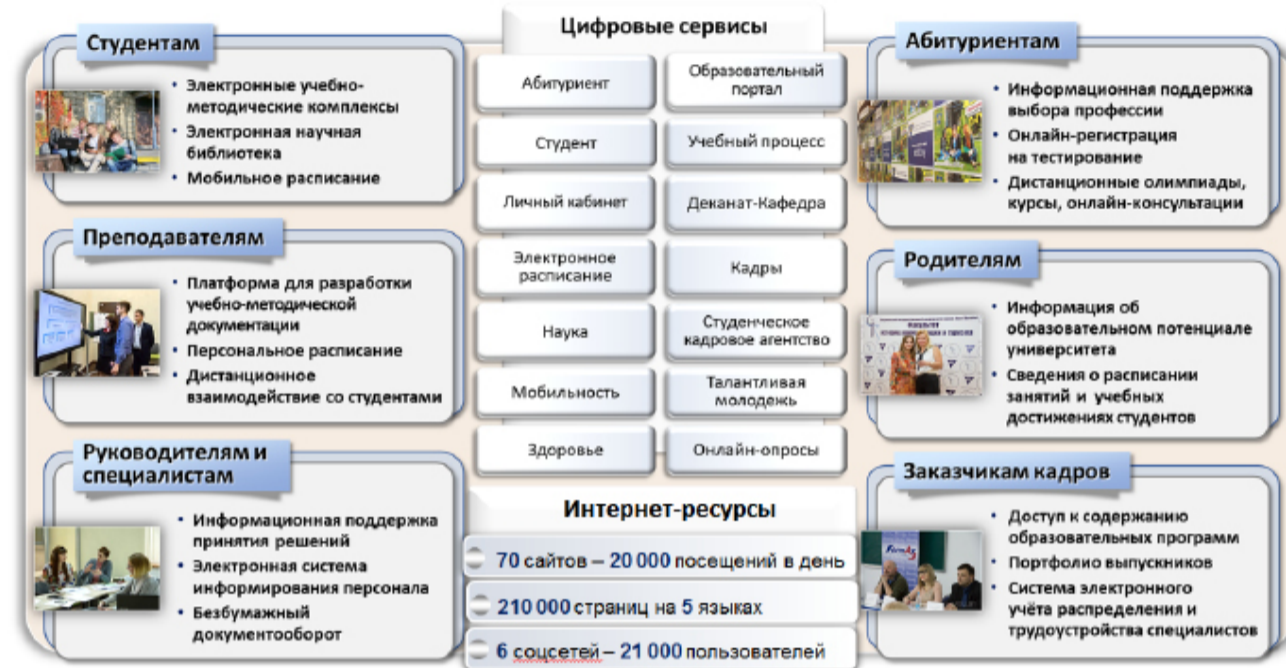 Студентам
• Электронные учебно-
методические комплексы
• Электронная научная
библиотека
• Мобильное расписание
Преподавателям
• Платформа для разработки
учебно-методической
документации
• Персональное расписание
• Дистанционное
взаимодействие со студентами
Руководителям и
специалистам
• Информационная поддержка
принятия решений
• Электронная система
информирования персонала
• Безбумажный
документооборот
Цифровые сервисы
Абитуриент
Образовательный
портал
Студент
Учебный процесс
Личный кабинет
Деканат-Кафедра
Электронное
расписание
Кадры
Наука
Студенческое
кадровое агентство
Мобильность
Талантливая
молодежь
Здоровье
Онлайн-опросы
Интернет-ресурсы
70 сайтов – 20 000 посещений в день
210 000 страниц на 5 языках
6 соцсетей – 21 000 пользователей
Абитуриентам
• Информационная поддержка
выбора профессии
• Онлайн-регистрация
на тестирование
• Дистанционные олимпиады,
курсы, онлайн-консультации
Родителям
• Информация об
образовательном потенциале
университета
• Сведения о расписании
занятий и учебных
достижениях студентов
Заказчикам кадров
• Доступ к содержанию
образовательных программ
• Портфолио выпускников
• Система электронного
учёта распределения и
трудоустройства специалистов